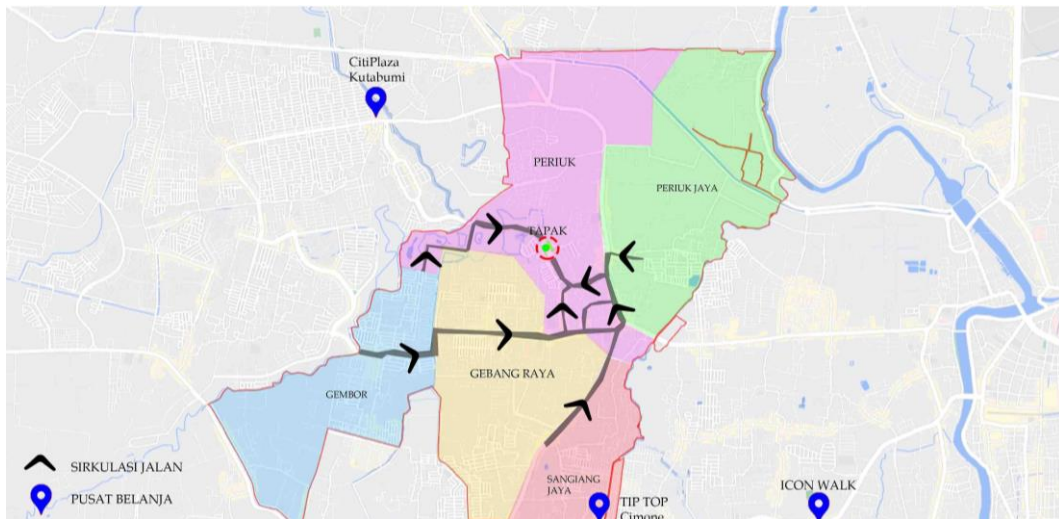 CitiPlaza
Kutabumi
PERIUK
PERIUK JAYA
TAPAK
GEBANG RAYA
GEMBOR
SANGIANG
JAYA
SIRKULASI JALAN
PUSAT BELANJA
TIP TOP
Cimone
ICON WALK